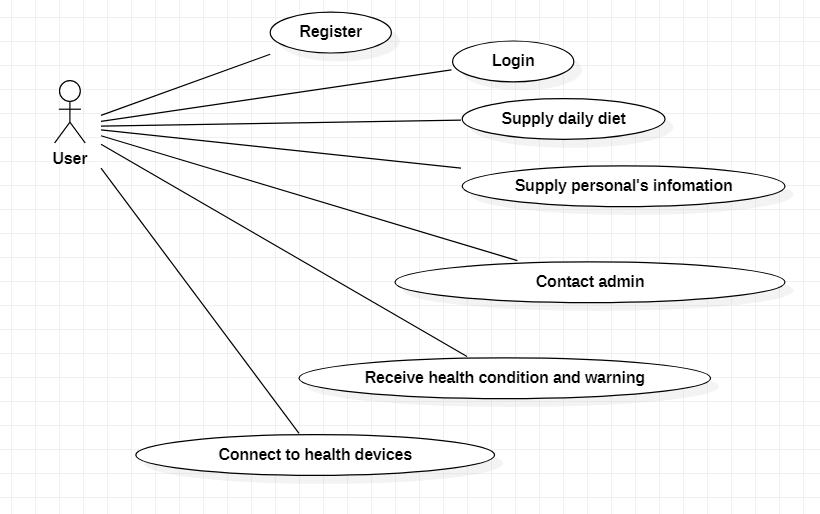 Register
Login
Supply daily diet
User
Supply personal's infomation
Contact admin
Receive health condition and warning
Connect to health devices